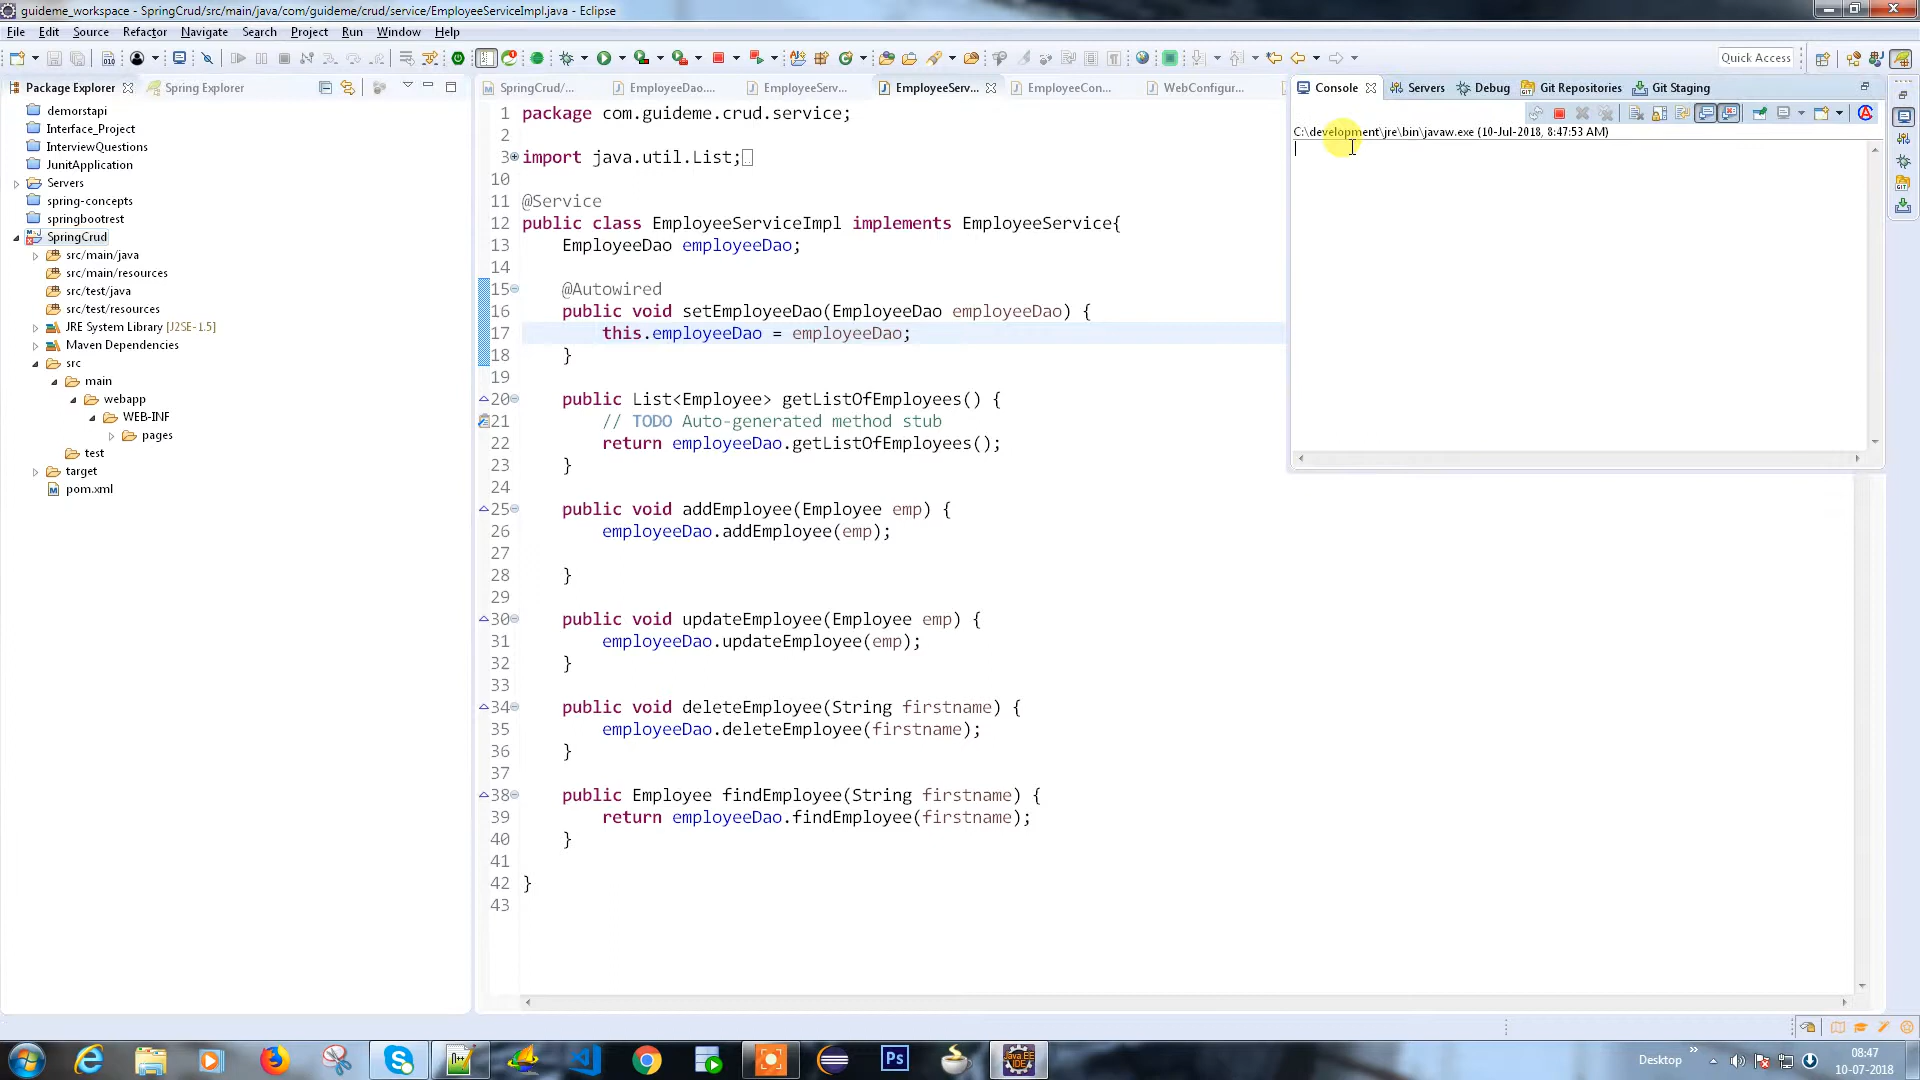 guideme_workspace - SpringCrud/src/main/java/com/guideme/crud/service/EmployeeServiceImpl.java - Eclipse
File Edit Source Refactor Navigate Search Project Run Window Help
Quick Access
Package Explorer Spring Explorer
SpringCrud/... EmployeeDao.... EmployeeServ... EmployeeServ... EmployeeCon... WebConfigur...
Console Servers Debug Git Repositories Git Staging
C:\development\jre\bin\javaw.exe (10-Jul-2018, 8:47:53 AM)
demorstapi
Interface_Project
InterviewQuestions
JunitApplication
Servers
spring-concepts
springbootrest
SpringCrud
src/main/java
src/main/resources
src/test/java
src/test/resources
JRE System Library [J2SE-1.5]
Maven Dependencies
src
main
webapp
WEB-INF
pages
test
target
pom.xml
1 package com.guideme.crud.service;
2
3 import java.util.List;
10
11 @Service
12 public class EmployeeServiceImpl implements EmployeeService{
13 EmployeeDao employeeDao;
14
15 @Autowired
16 public void setEmployeeDao(EmployeeDao employeeDao) {
17 this.employeeDao = employeeDao;
18 }
19
20 public List<Employee> getListOfEmployees() {
21 // TODO Auto-generated method stub
22 return employeeDao.getListOfEmployees();
23 }
24
25 public void addEmployee(Employee emp) {
26 employeeDao.addEmployee(emp);
27
28 }
29
30 public void updateEmployee(Employee emp) {
31 employeeDao.updateEmployee(emp);
32 }
33
34 public void deleteEmployee(String firstname) {
35 employeeDao.deleteEmployee(firstname);
36 }
37
38 public Employee findEmployee(String firstname) {
39 return employeeDao.findEmployee(firstname);
40 }
41
42 }
43
Ps
Java EE
IDE
Desktop
08:47
10-07-2018